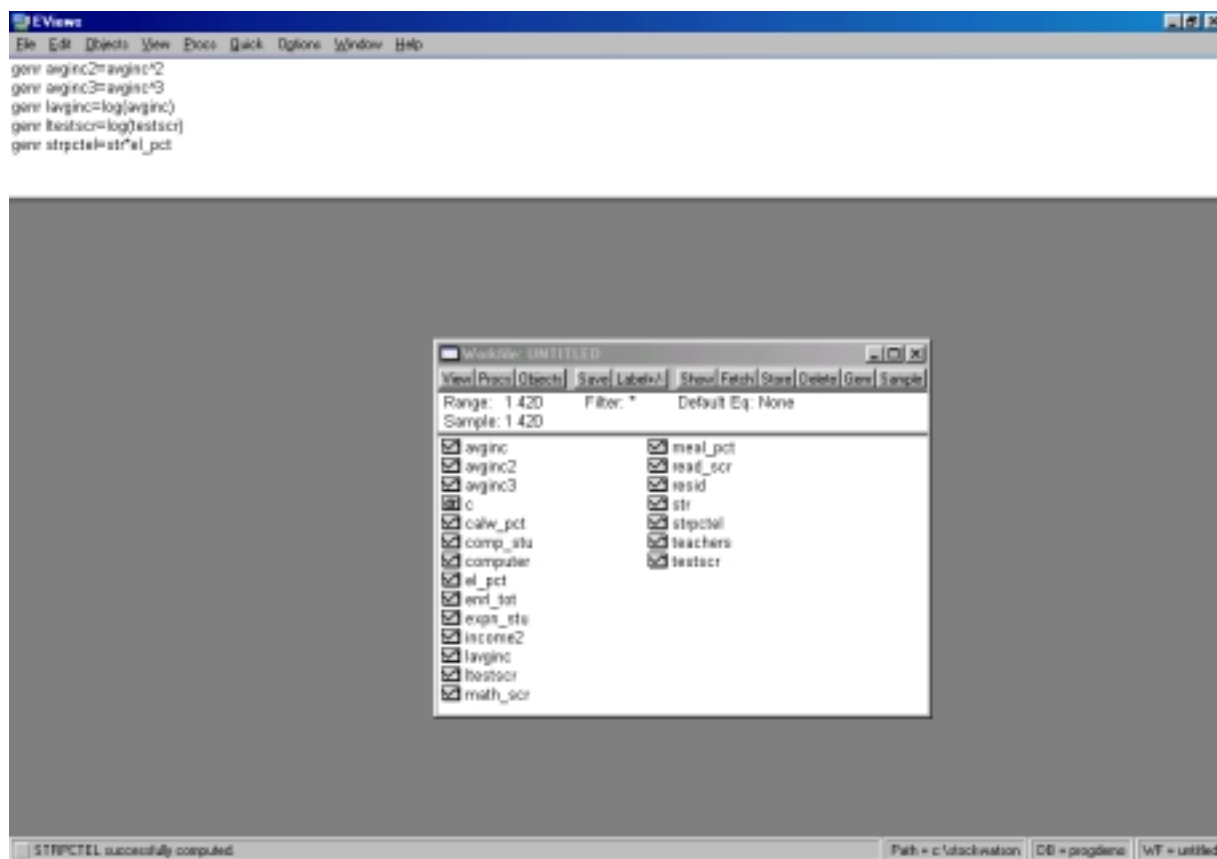 EViews
File Edit Objects View Procs Quick Options Window Help
genr avginc2=avginc^2
genr avginc3=avginc^3
genr lavginc=log(avginc)
genr ltestscr=log(testscr)
genr strpctel=str*el_pct
Workfile: UNTITLED
View Procs Objects Save Label+/- Show Fetch Store Delete Genr Sample
Range: 1 420 Filter: * Default Eq: None
Sample: 1 420
avginc meal_pct
avginc2 read_scr
avginc3 resid
c str
calw_pct strpctel
comp_stu teachers
computer testscr
el_pct
enrl_tot
expn_stu
income2
lavginc
ltestscr
math_scr
STRPCTEL successfully computed. Path = c:\stockwatson DB = progdemo WF = untitled